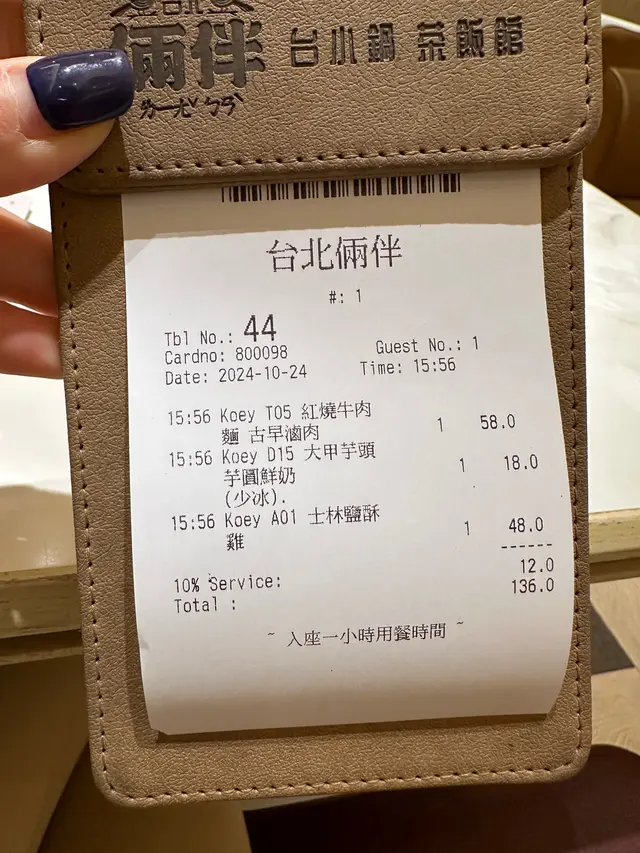 台北
倆伴
台小鍋 茶飯館
ㄌㄧㄤˇ ㄅㄢˋ
台北倆伴
#: 1
Tbl No.: 44
Cardno: 800098 Guest No.: 1
Date: 2024-10-24 Time: 15:56
15:56 Koey T05 紅燒牛肉
麵 古早滷肉 1 58.0
15:56 Koey D15 大甲芋頭
芋圓鮮奶 1 18.0
(少冰).
15:56 Koey A01 士林鹽酥
雞 1 48.0
------
10% Service: 12.0
Total : 136.0
~ 入座一小時用餐時間 ~